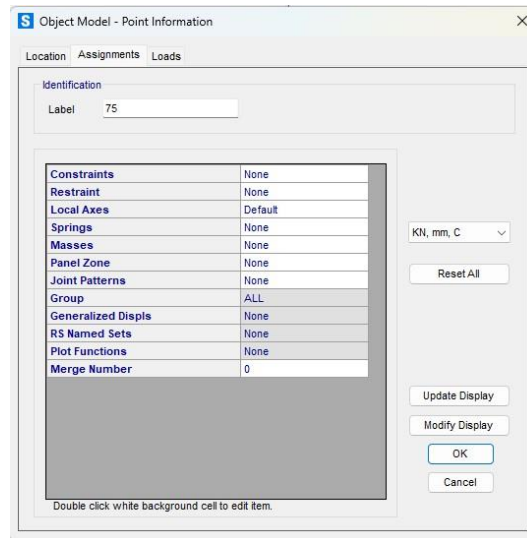 S Object Model - Point Information
Location Assignments Loads
Identification
Label 75
Constraints None
Restraint None
Local Axes Default
Springs None
Masses None
Panel Zone None
Joint Patterns None
Group ALL
Generalized Displs None
RS Named Sets None
Plot Functions None
Merge Number 0
KN, mm, C
Reset All
Update Display
Modify Display
OK
Cancel
Double click white background cell to edit item.